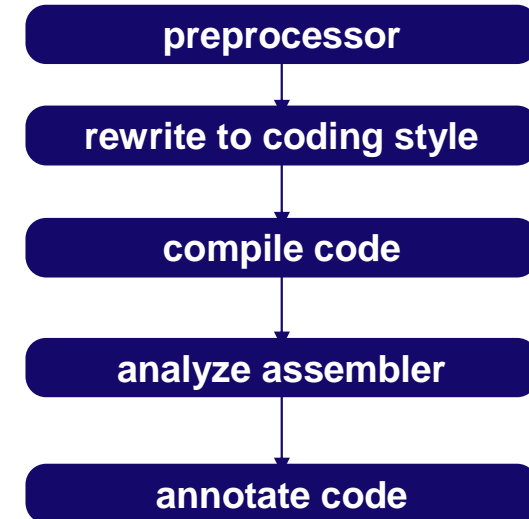 preprocessor
rewrite to coding style
compile code
analyze assembler
annotate code